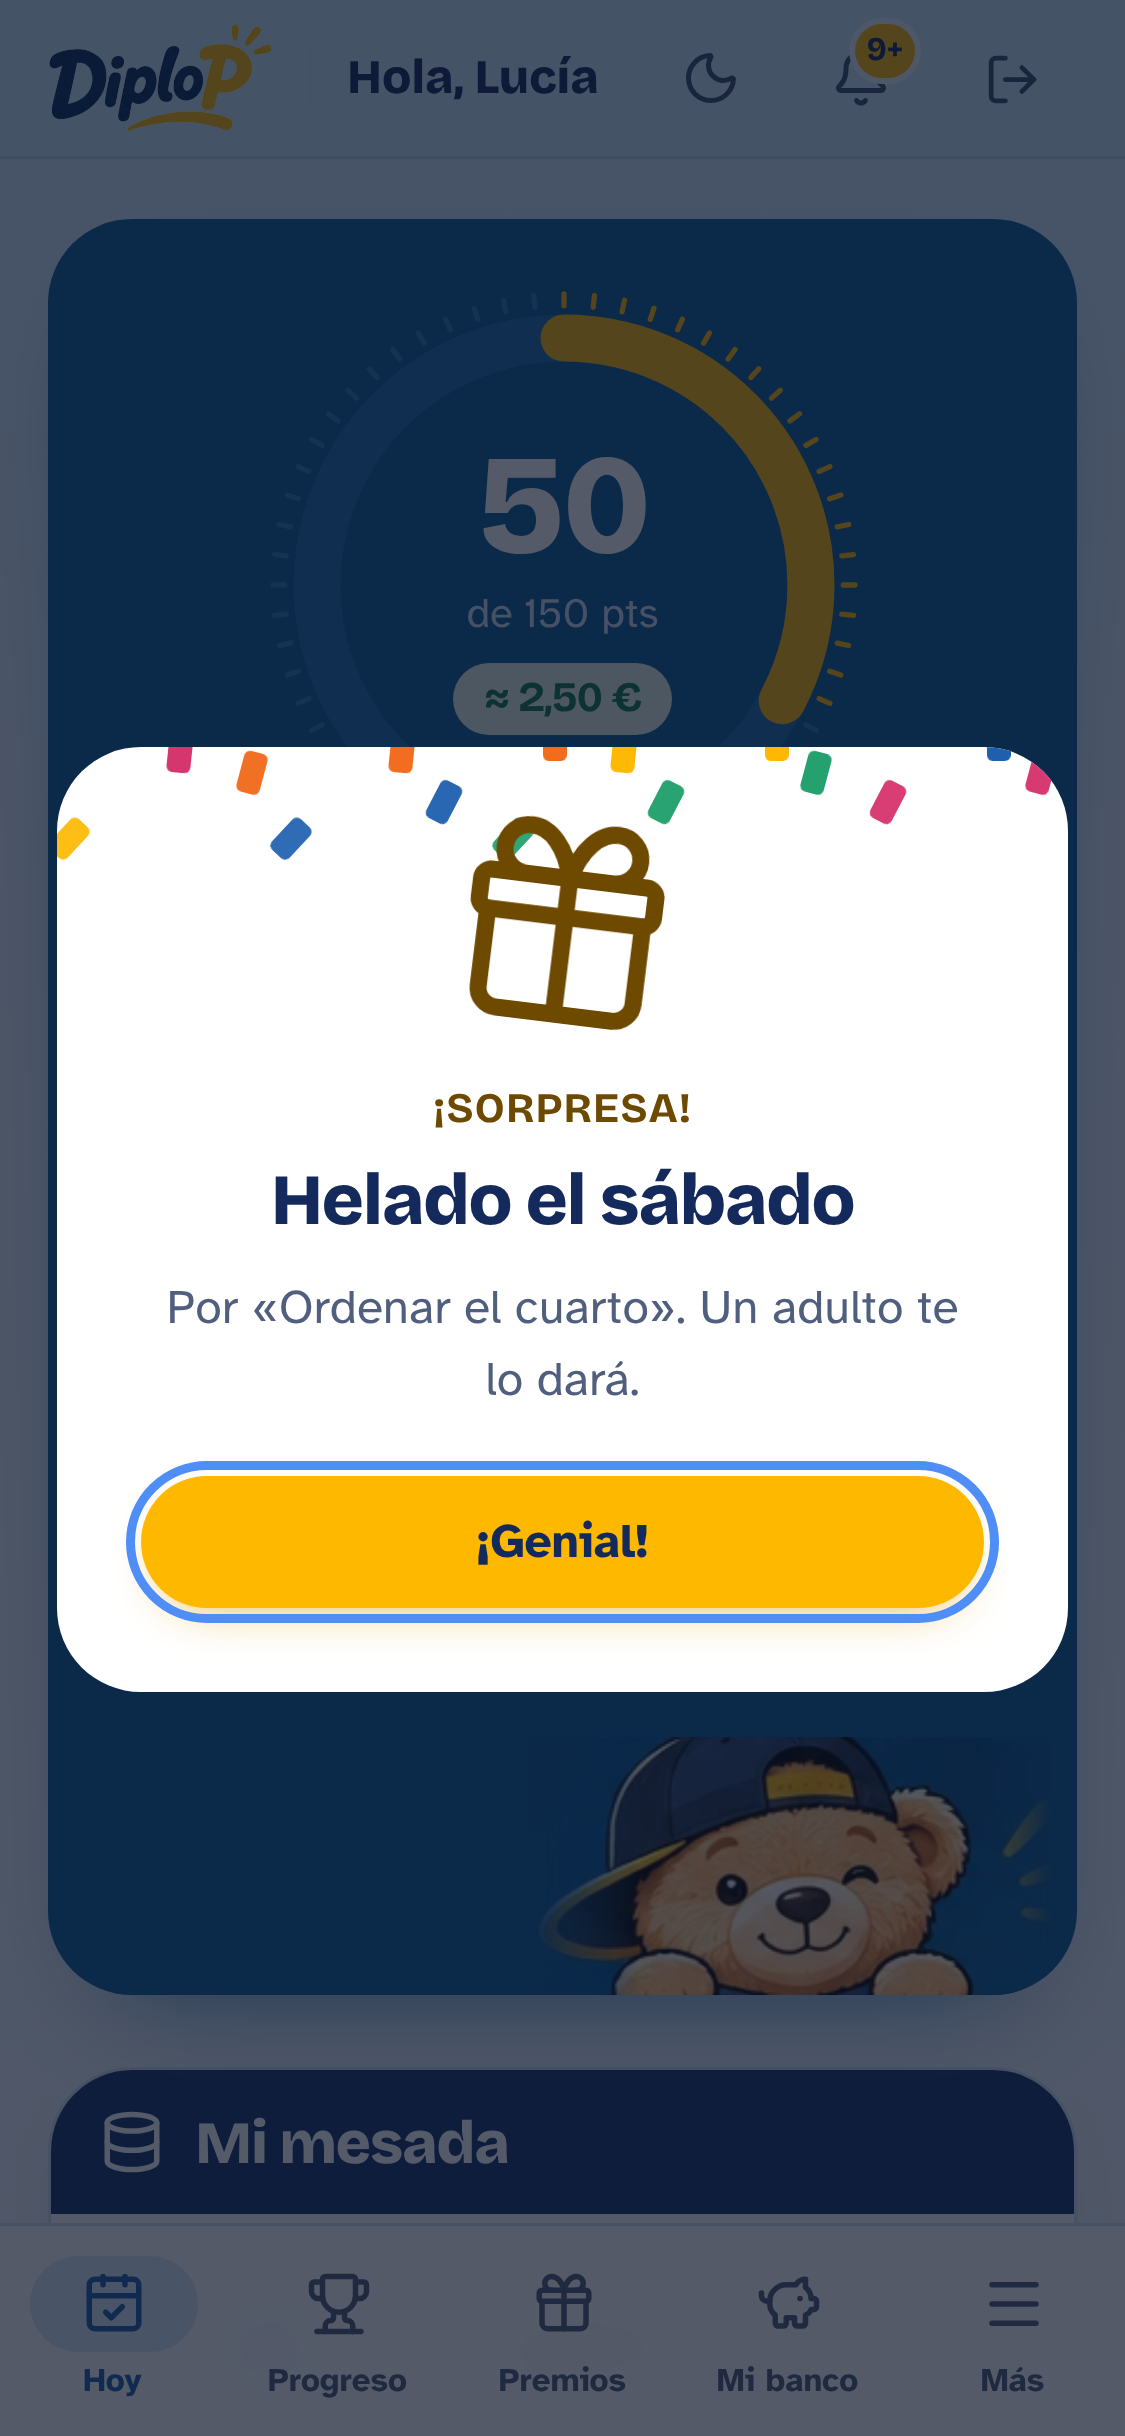 DiploP
Hola, Lucía
9+
50
de 150 pts
≈ 2,50 €
¡SORPRESA!
Helado el sábado
Por «Ordenar el cuarto». Un adulto te
lo dará.
¡Genial!
Mi mesada
Hoy
Progreso
Premios
Mi banco
Más